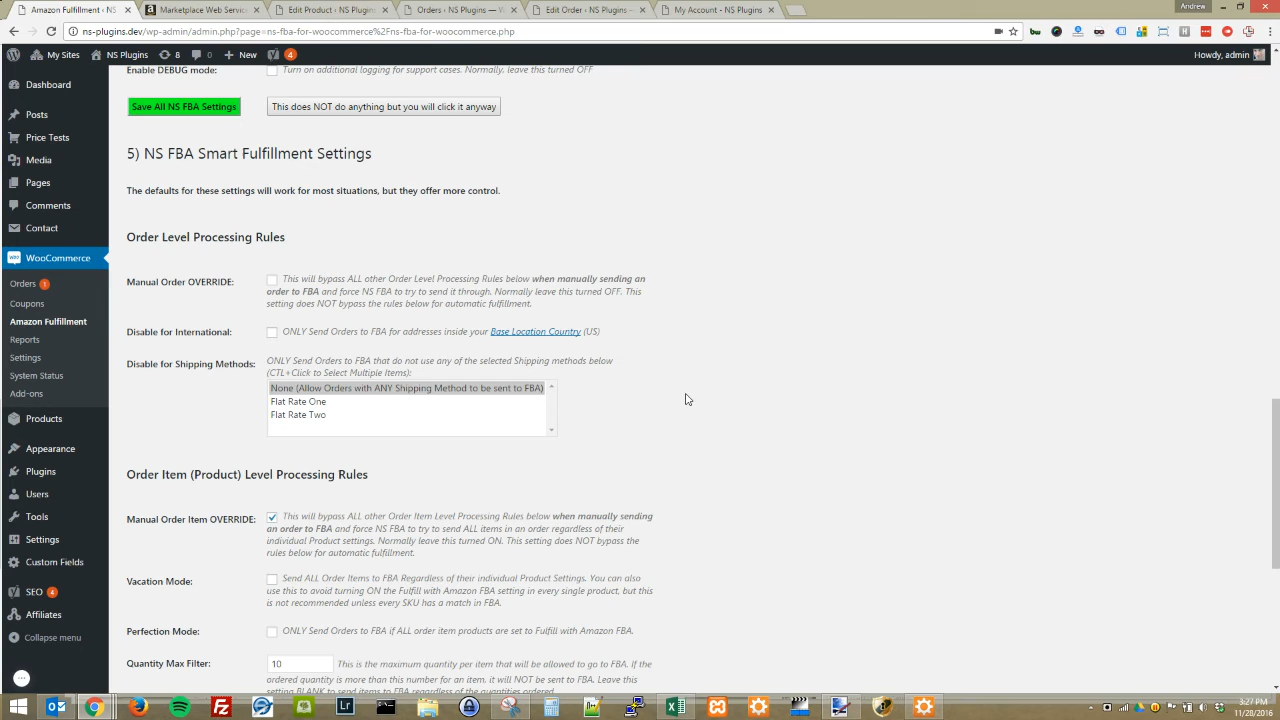 Amazon Fulfillment ‹ NS
Marketplace Web Servic
Edit Product ‹ NS Plugins
Orders ‹ NS Plugins — W
Edit Order ‹ NS Plugins —
My Account - NS Plugins
Andrew
ns-plugins.dev/wp-admin/admin.php?page=ns-fba-for-woocommerce%2Fns-fba-for-woocommerce.php
My Sites
NS Plugins
8
0
New
4
Howdy, admin
Dashboard
Posts
Price Tests
Media
Pages
Comments
Contact
WooCommerce
Orders 1
Coupons
Amazon Fulfillment
Reports
Settings
System Status
Add-ons
Products
Appearance
Plugins
Users
Tools
Settings
Custom Fields
SEO 4
Affiliates
Collapse menu
Enable DEBUG mode:
Turn on additional logging for support cases. Normally, leave this turned OFF
Save All NS FBA Settings
This does NOT do anything but you will click it anyway
5) NS FBA Smart Fulfillment Settings
The defaults for these settings will work for most situations, but they offer more control.
Order Level Processing Rules
Manual Order OVERRIDE:
This will bypass ALL other Order Level Processing Rules below when manually sending an
order to FBA and force NS FBA to try to send it through. Normally leave this turned OFF. This
setting does NOT bypass the rules below for automatic fulfillment.
Disable for International:
ONLY Send Orders to FBA for addresses inside your Base Location Country (US)
Disable for Shipping Methods:
ONLY Send Orders to FBA that do not use any of the selected Shipping methods below
(CTL+Click to Select Multiple Items):
None (Allow Orders with ANY Shipping Method to be sent to FBA)
Flat Rate One
Flat Rate Two
Order Item (Product) Level Processing Rules
Manual Order Item OVERRIDE:
This will bypass ALL other Order Item Level Processing Rules below when manually sending
an order to FBA and force NS FBA to try to send ALL items in an order regardless of their
individual Product settings. Normally leave this turned ON. This setting does NOT bypass the
rules below for automatic fulfillment.
Vacation Mode:
Send ALL Order Items to FBA Regardless of their individual Product Settings. You can also
use this to avoid turning ON the Fulfill with Amazon FBA setting in every single product, but this
is not recommended unless every SKU has a match in FBA.
Perfection Mode:
ONLY Send Orders to FBA if ALL order item products are set to Fulfill with Amazon FBA.
Quantity Max Filter:
10
This is the maximum quantity per item that will be allowed to go to FBA. If the
ordered quantity is more than this number for an item, it will NOT be sent to FBA. Leave this
setting BLANK to send items to FBA regardless of the quantities ordered.
3:27 PM
11/28/2016